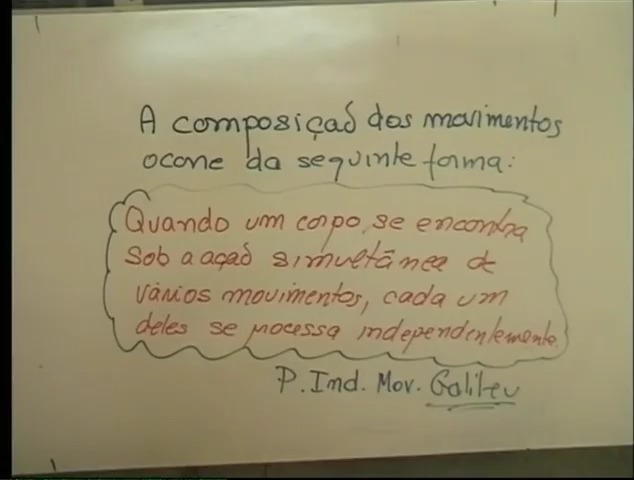 A composição dos movimentos
ocorre da seguinte forma:
Quando um corpo, se encontra
sob a ação simultânea de
vários movimentos, cada um
deles se processa independentemente
P. Ind. Mov. Galileu